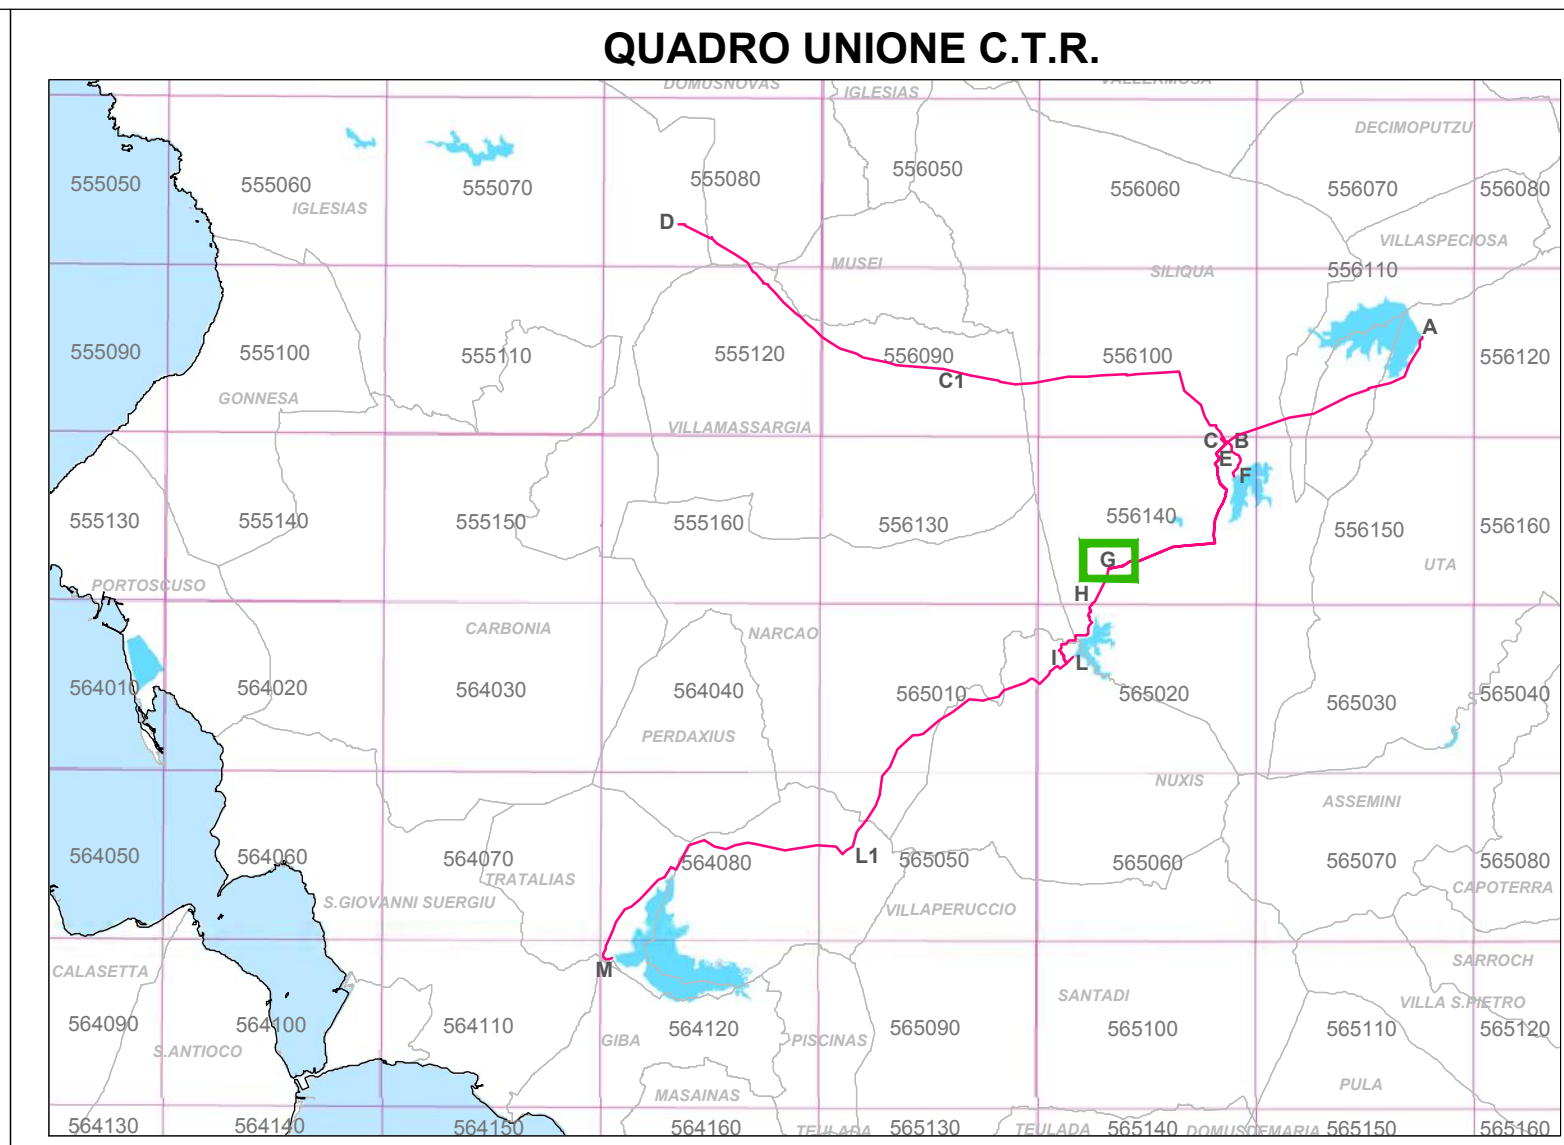 QUADRO UNIONE C.T.R.
DOMUSNOVAS
IGLESIAS
VALLERMOSA
DECIMOPUTZU
555050
555060
555070
555080
556050
556060
556070
556080
IGLESIAS
D
VILLASPECIOSA
MUSEI
SILIQUA
556110
A
555090
555100
555110
555120
556090
556100
556120
C1
GONNESA
VILLAMASSARGIA
C
B
E
F
555130
555140
555150
555160
556130
556140
556150
556160
G
UTA
PORTOSCUSO
H
CARBONIA
NARCAO
I
L
564010
564020
564030
564040
565010
565020
565030
565040
PERDAXIUS
NUXIS
ASSEMINI
564050
564060
564070
564080
L1
565050
565060
565070
565080
TRATALIAS
CAPOTERRA
S.GIOVANNI SUERGIU
VILLAPERUCCIO
CALASETTA
M
SARROCH
SANTADI
VILLA S.PIETRO
564090
564100
564110
564120
565090
565100
565110
565120
S.ANTIOCO
GIBA
PISCINAS
PULA
MASAINAS
564130
564140
564150
564160
TEULADA
565130
TEULADA
565140
DOMUSDEMARIA
565150
565160